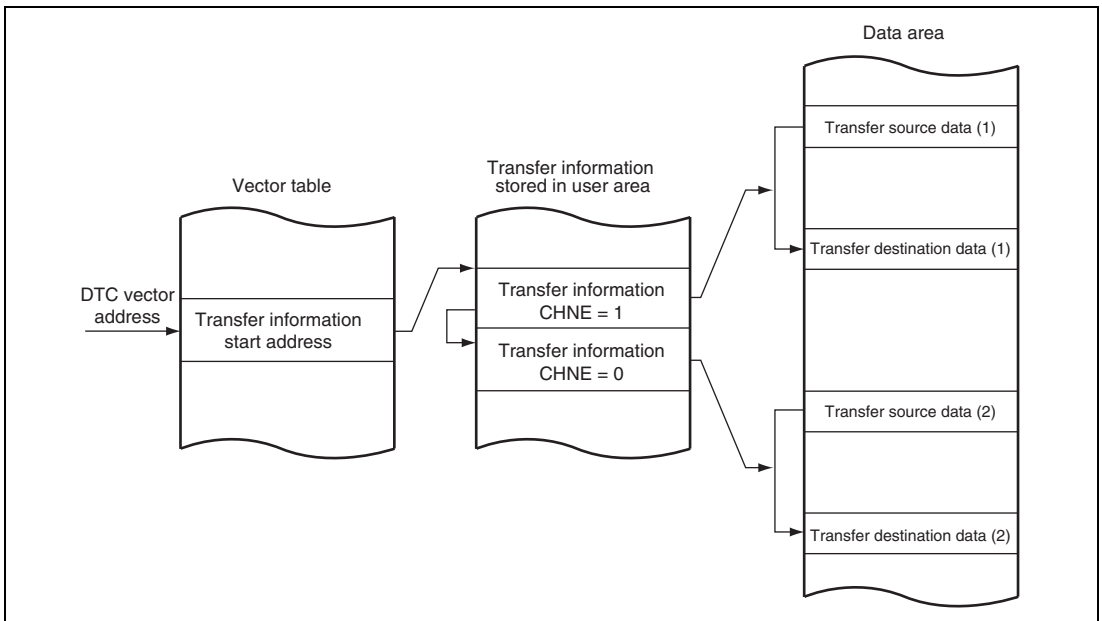 Data area
Transfer source data (1)
Transfer information
stored in user area
Vector table
Transfer destination data (1)
DTC vector
address
Transfer information
CHNE = 1
Transfer information
start address
Transfer information
CHNE = 0
Transfer source data (2)
Transfer destination data (2)